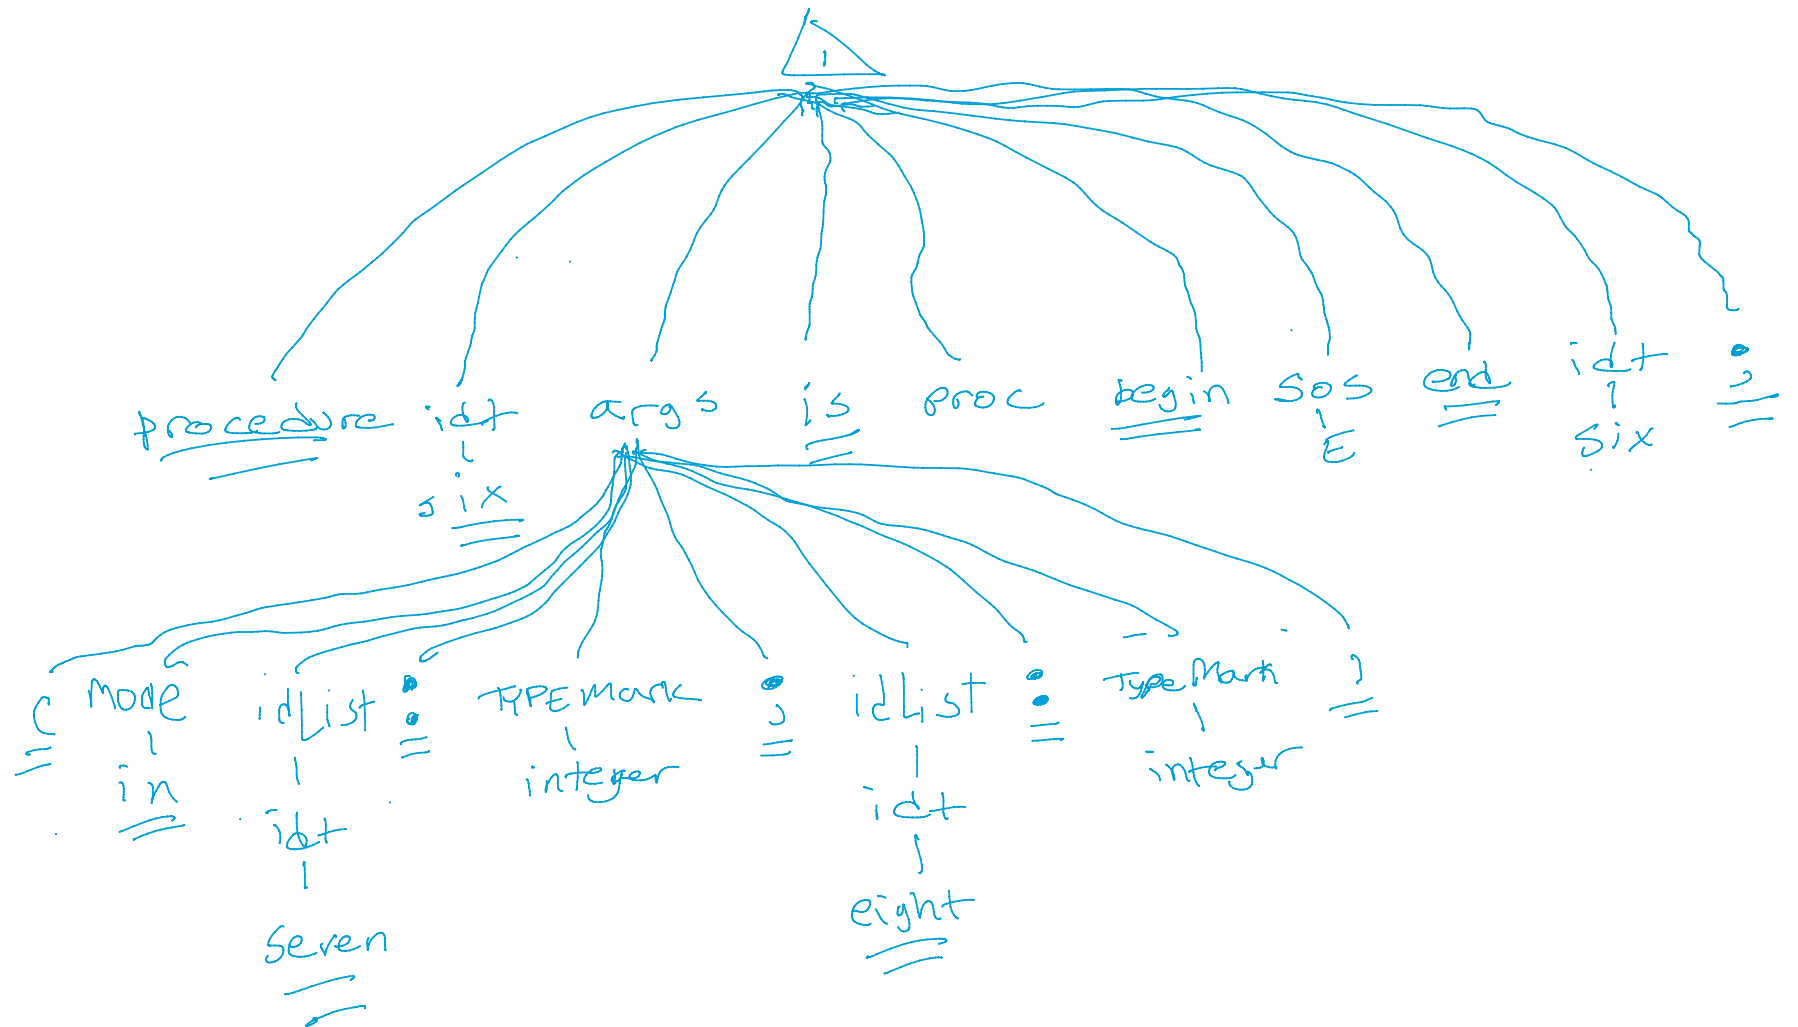 1
procedure idt args is proc begin sos end idt ;
six E six
( Mode idList : TYPEMark ; idList : TypeMark )
in integer integer
idt idt
seven eight